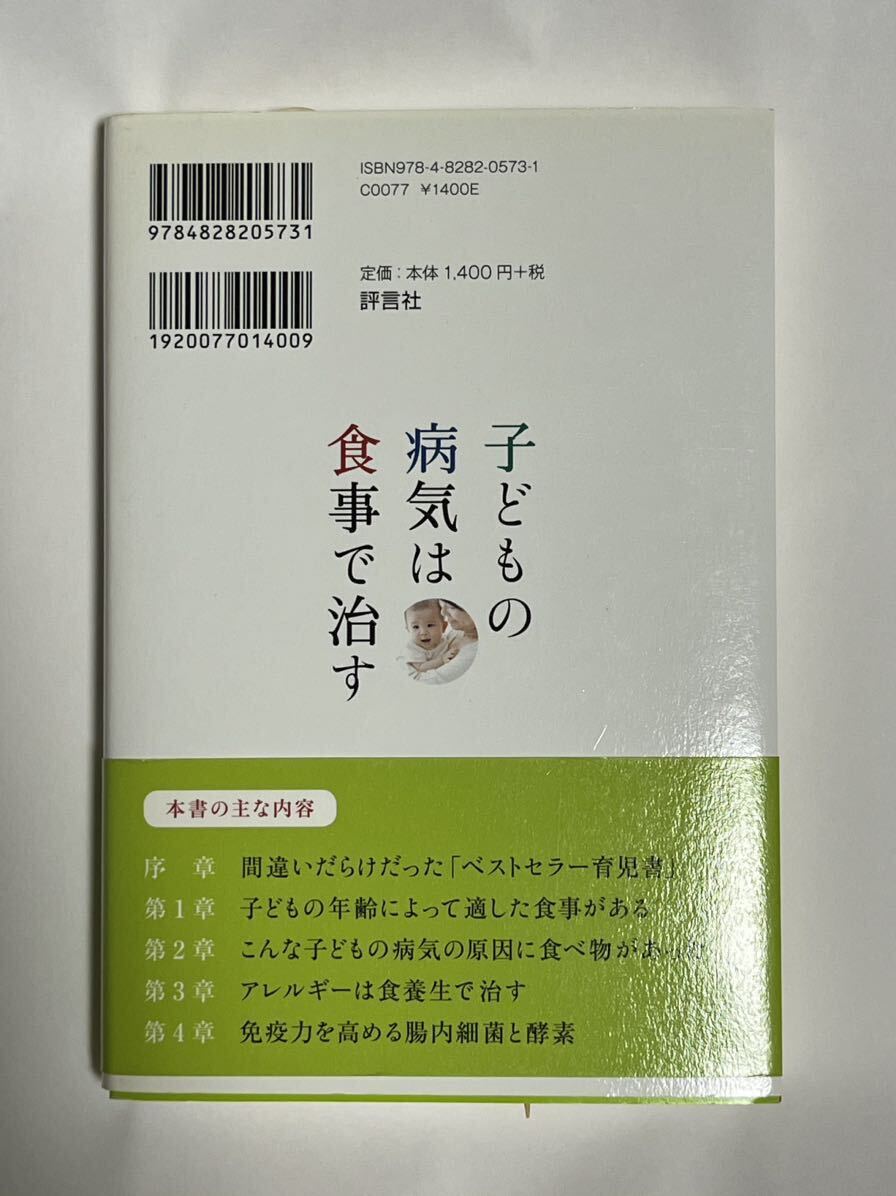 ISBN978-4-8282-0573-1
C0077 ¥1400E
9784828205731
定価:本体1,400円+税
評言社
1920077014009
子どもの
病気は
食事で治す
本書の主な内容
序 章 間違いだらけだった「ベストセラー育児書」
第1章 子どもの年齢によって適した食事がある
第2章 こんな子どもの病気の原因に食べ物があった
第3章 アレルギーは食養生で治す
第4章 免疫力を高める腸内細菌と酵素